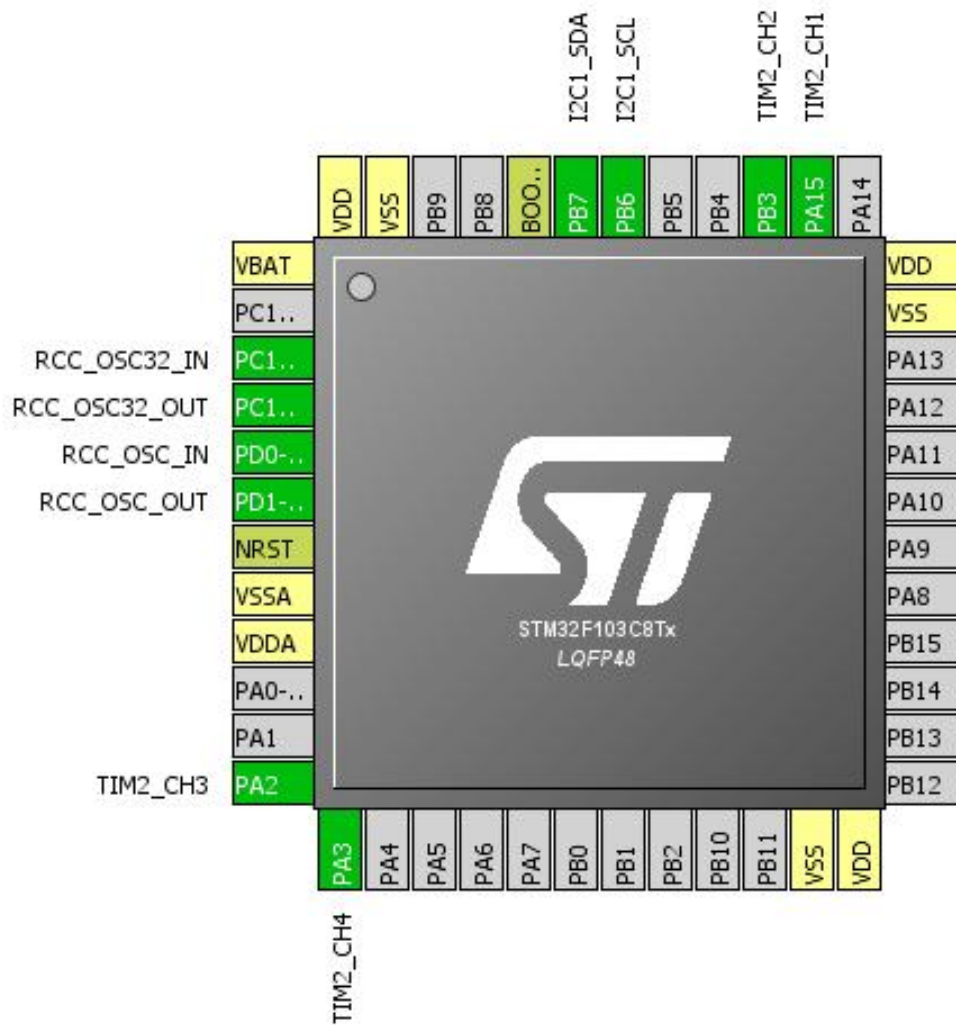 I2C1_SDA
I2C1_SCL
TIM2_CH2
TIM2_CH1
VDD
VSS
PB9
PB8
BOO..
PB7
PB6
PB5
PB4
PB3
PA15
PA14
VBAT
PC1..
RCC_OSC32_IN PC1..
RCC_OSC32_OUT PC1..
RCC_OSC_IN PD0-..
RCC_OSC_OUT PD1-..
NRST
VSSA
VDDA
PA0-..
PA1
TIM2_CH3 PA2
VDD
VSS
PA13
PA12
PA11
PA10
PA9
PA8
PB15
PB14
PB13
PB12
ST
STM32F103C8Tx
LQFP48
PA3
PA4
PA5
PA6
PA7
PB0
PB1
PB2
PB10
PB11
VSS
VDD
TIM2_CH4